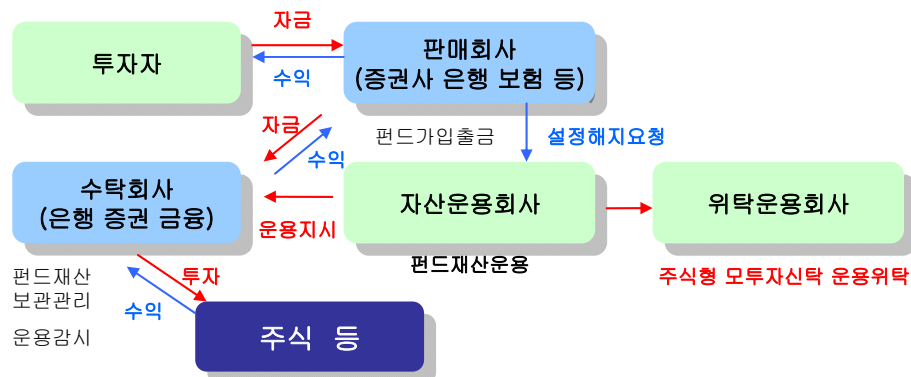 자금
투자자
판매회사
(증권사 은행 보험 등)
수익
자금
펀드가입출금
설정해지요청
수익
수탁회사
(은행 증권 금융)
자산운용회사
위탁운용회사
운용지시
펀드재산운용
펀드재산
보관관리
투자
주식형 모투자신탁 운용위탁
수익
운용감시
주식 등